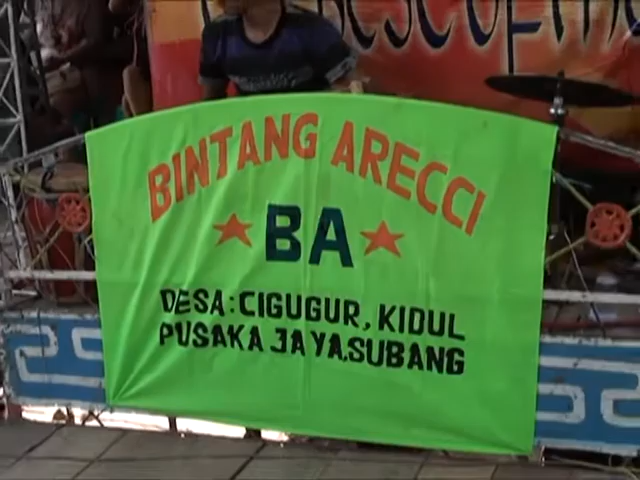 BINTANG ARECCI
BA
DESA:CIGUGUR, KIDUL
PUSAKA JAYA.SUBANG